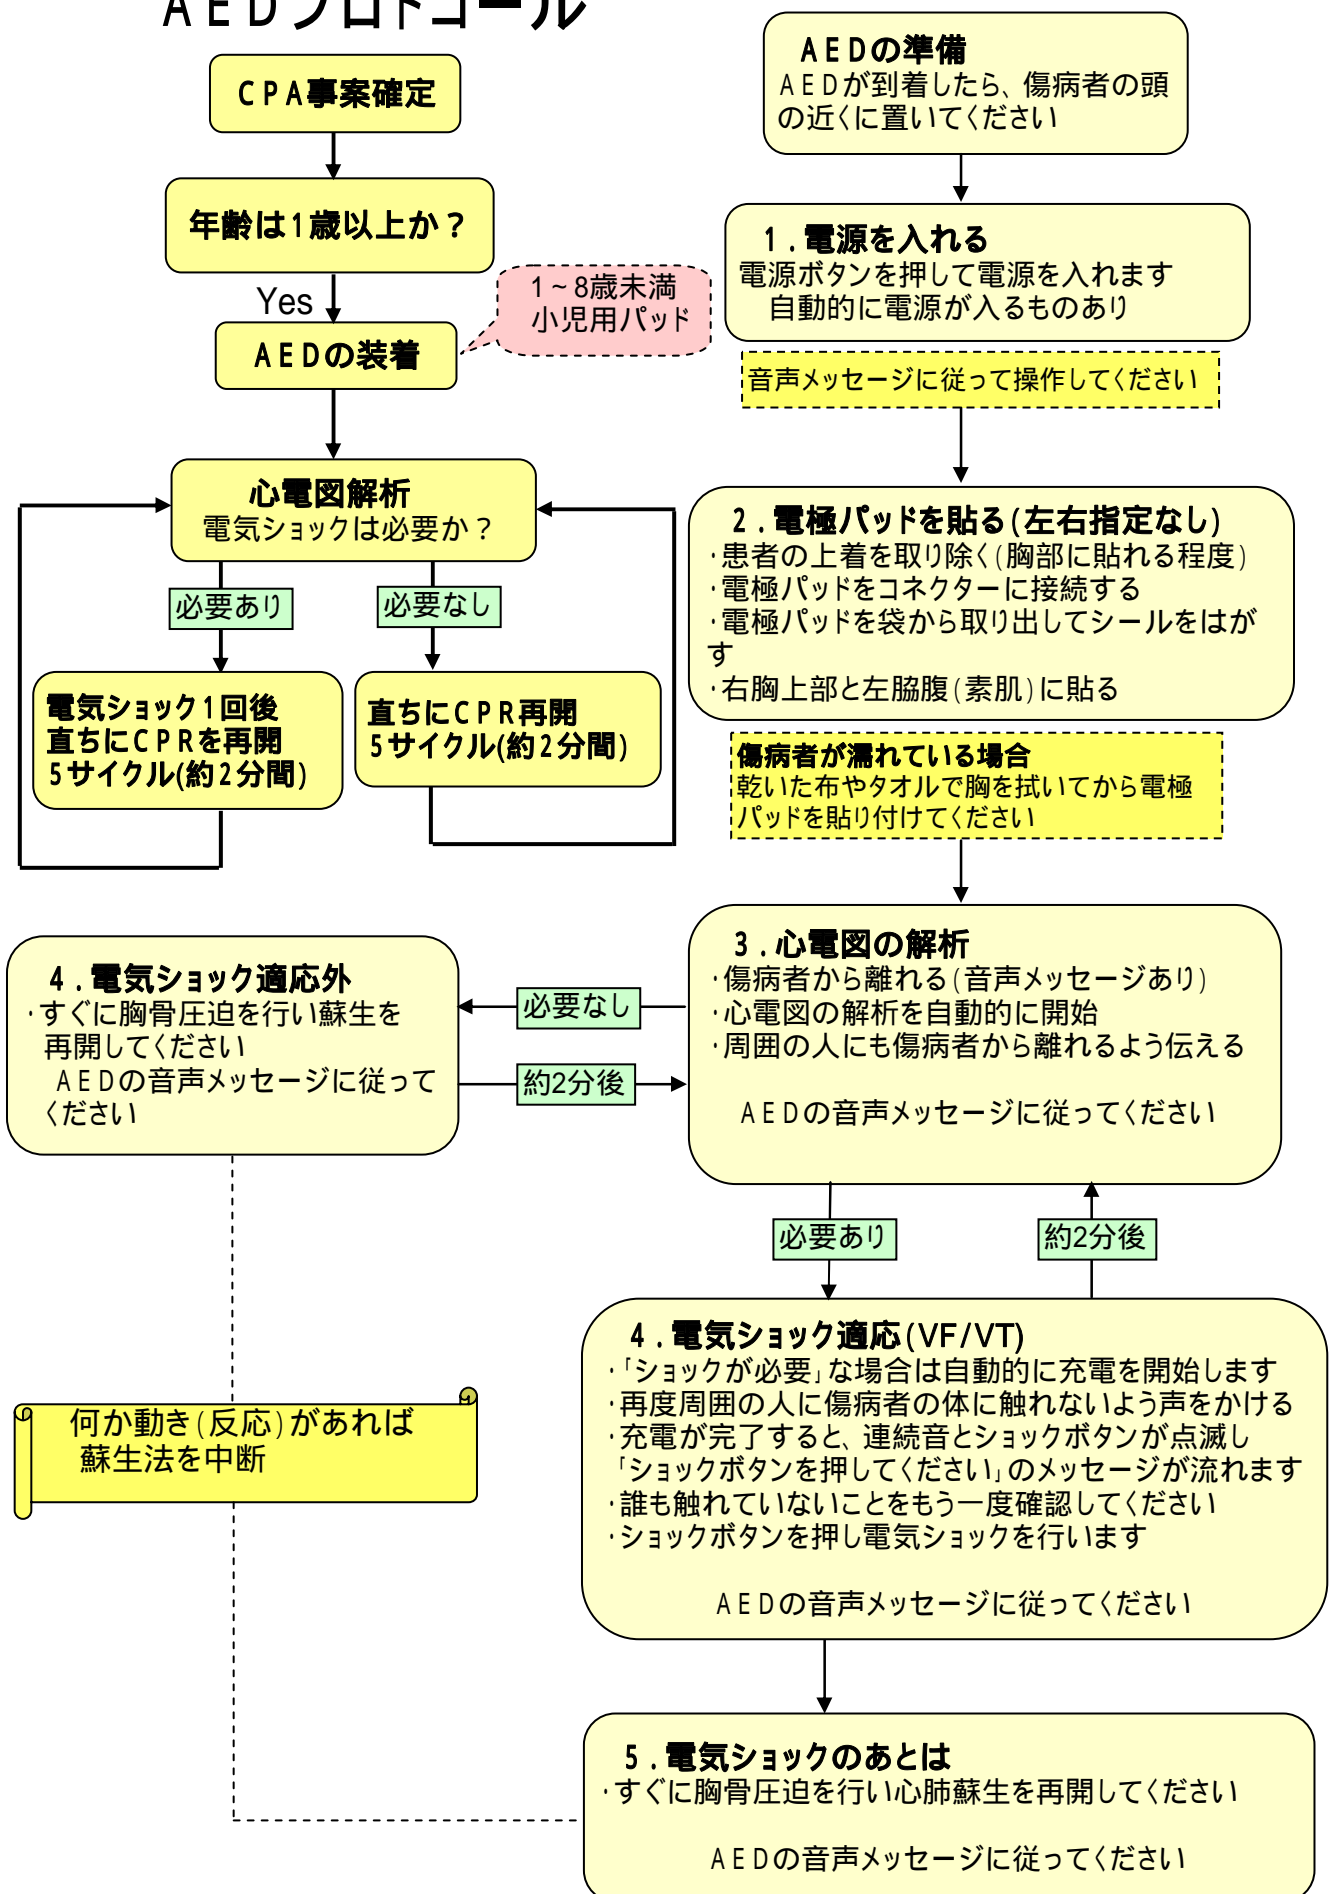 AEDプロトコール
CPA事案確定
年齢は1歳以上か?
Yes
1~8歳未満
小児用パッド
AEDの装着
心電図解析
電気ショックは必要か?
必要あり
必要なし
電気ショック1回後
直ちにCPRを再開
5サイクル(約2分間)
直ちにCPR再開
5サイクル(約2分間)
AEDの準備
AEDが到着したら、傷病者の頭
の近くに置いてください
1.電源を入れる
電源ボタンを押して電源を入れます
自動的に電源が入るものあり
音声メッセージに従って操作してください
2.電極パッドを貼る(左右指定なし)
・患者の上着を取り除く(胸部に貼れる程度)
・電極パッドをコネクターに接続する
・電極パッドを袋から取り出してシールをはが
す
・右胸上部と左脇腹(素肌)に貼る
傷病者が濡れている場合
乾いた布やタオルで胸を拭いてから電極
パッドを貼り付けてください
3.心電図の解析
・傷病者から離れる(音声メッセージあり)
・心電図の解析を自動的に開始
・周囲の人にも傷病者から離れるよう伝える
AEDの音声メッセージに従ってください
必要なし
約2分後
4.電気ショック適応外
・すぐに胸骨圧迫を行い蘇生を
再開してください
AEDの音声メッセージに従って
ください
必要あり
約2分後
4.電気ショック適応(VF/VT)
・「ショックが必要」な場合は自動的に充電を開始します
・再度周囲の人に傷病者の体に触れないよう声をかける
・充電が完了すると、連続音とショックボタンが点滅し
「ショックボタンを押してください」のメッセージが流れます
・誰も触れていないことをもう一度確認してください
・ショックボタンを押し電気ショックを行います
AEDの音声メッセージに従ってください
何か動き(反応)があれば
蘇生法を中断
5.電気ショックのあとは
・すぐに胸骨圧迫を行い心肺蘇生を再開してください
AEDの音声メッセージに従ってください